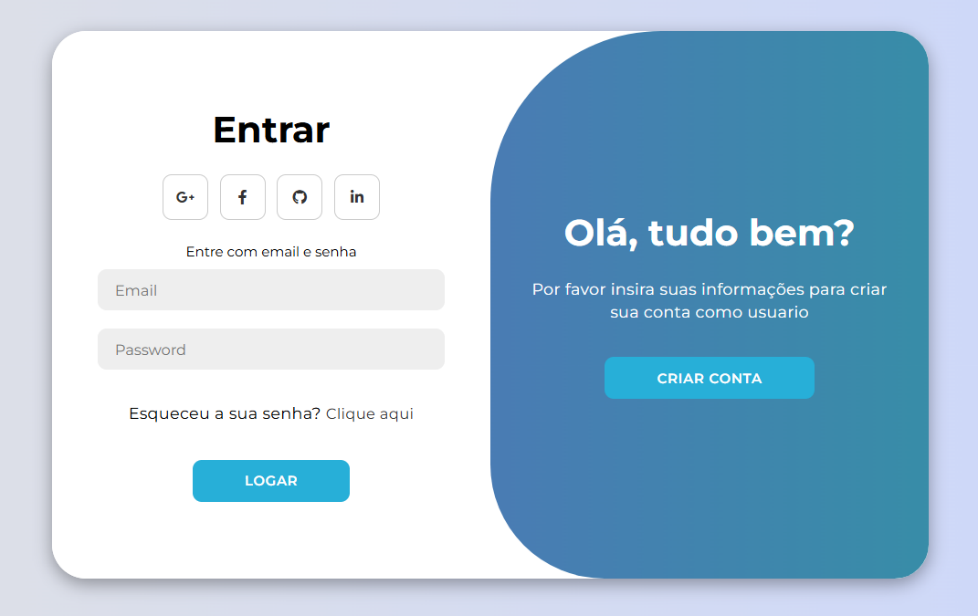 Entrar
G+
f
in
Entre com email e senha
Email
Password
Esqueceu a sua senha? Clique aqui
LOGAR
Olá, tudo bem?
Por favor insira suas informações para criar
sua conta como usuario
CRIAR CONTA